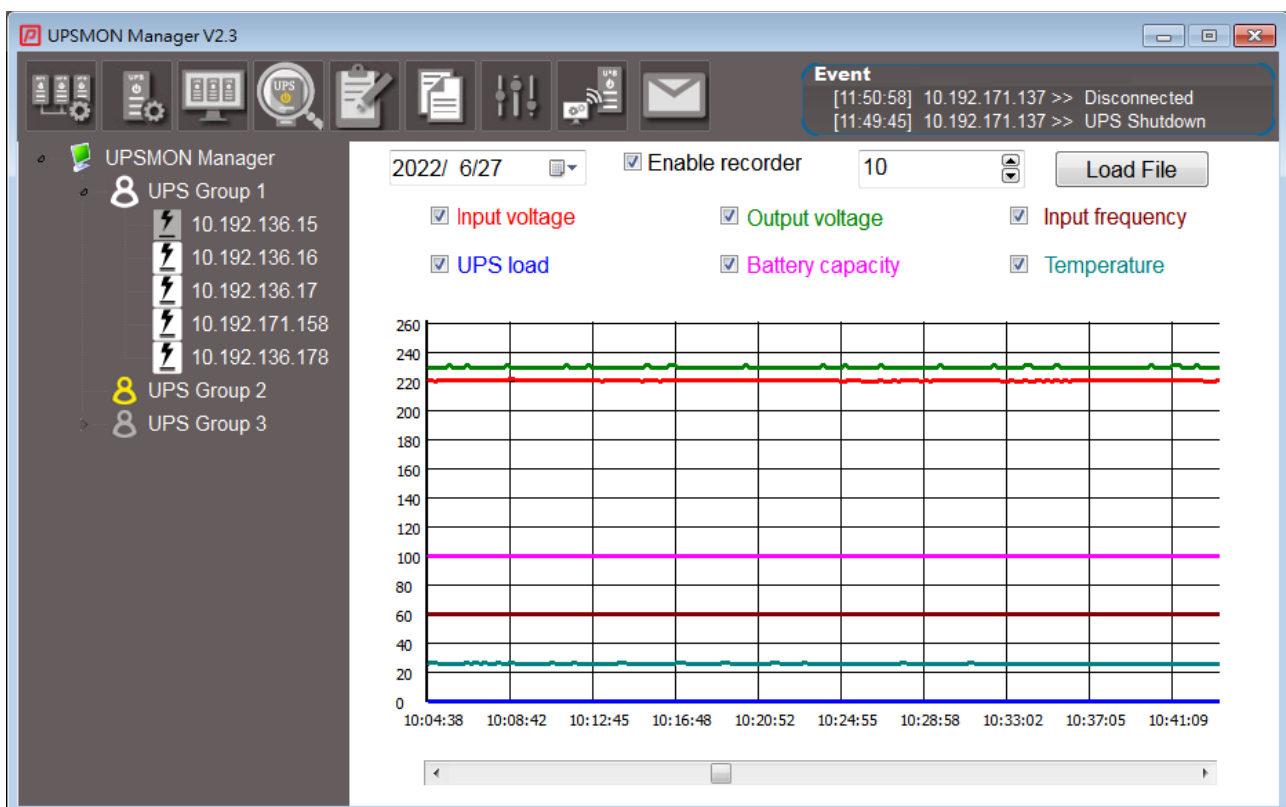 UPSMON Manager V2.3
Event
[11:50:58] 10.192.171.137 >> Disconnected
[11:49:45] 10.192.171.137 >> UPS Shutdown
UPSMON Manager
UPS Group 1
10.192.136.15
10.192.136.16
10.192.136.17
10.192.171.158
10.192.136.178
UPS Group 2
UPS Group 3
2022/ 6/27
Enable recorder
10
Load File
Input voltage
Output voltage
Input frequency
UPS load
Battery capacity
Temperature
260
240
220
200
180
160
140
120
100
80
60
40
20
0
10:04:38 10:08:42 10:12:45 10:16:48 10:20:52 10:24:55 10:28:58 10:33:02 10:37:05 10:41:09